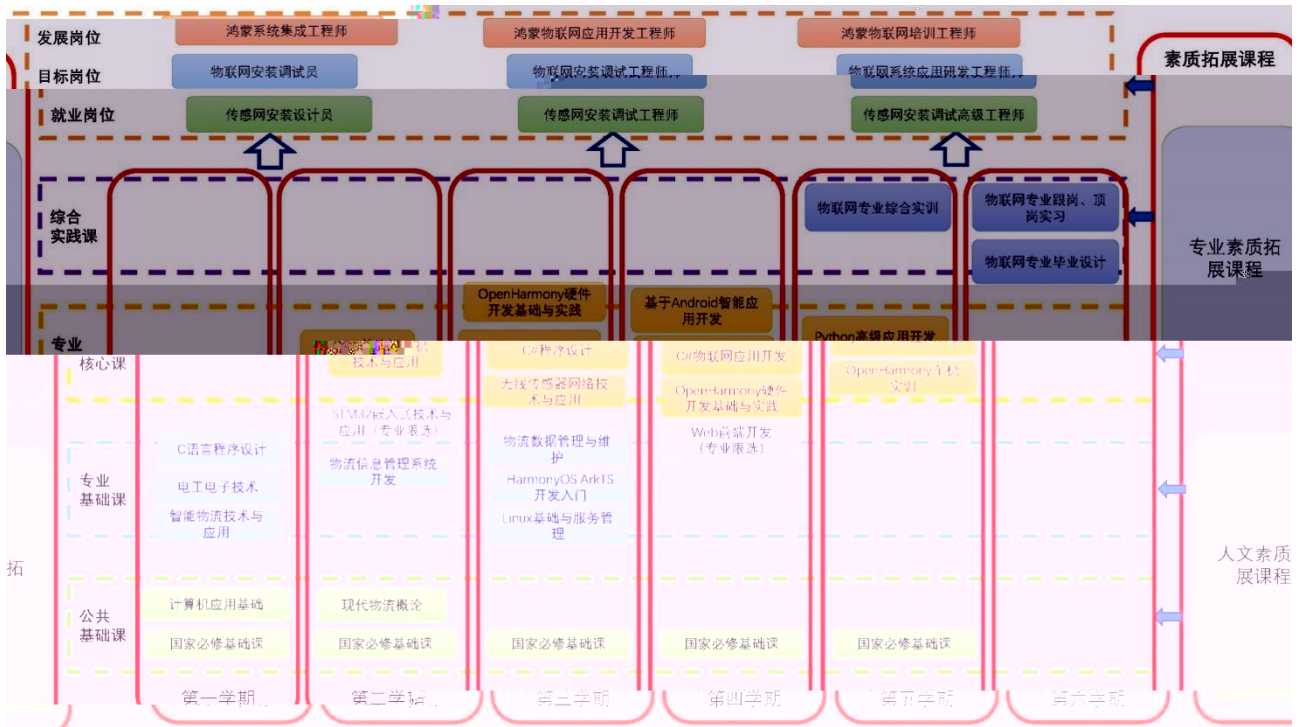 发展岗位
鸿蒙系统集成工程师
鸿蒙物联网应用开发工程师
鸿蒙物联网培训工程师
素质拓展课程
目标岗位
物联网安装调试员
物联网安装调试工程师
物联网系统应用研发工程师
就业岗位
传感网安装设计员
传感网安装调试工程师
传感网安装调试高级工程师
综合
实践课
物联网专业综合实训
物联网专业跟岗、顶
岗实习
物联网专业毕业设计
专业素质拓
展课程
专业
核心课
技术与应用
OpenHarmony硬件
开发基础与实践
C#程序设计
无线传感器网络技
术与应用
基于Android智能应
用开发
C#物联网应用开发
OpenHarmony硬件
开发基础与实践
Python高级应用开发
OpenHarmony车机
实训
STM32嵌入式技术与
应用（专业限选）
Web前端开发
（专业限选）
专业
基础课
C语言程序设计
电工电子技术
智能物流技术与
应用
物流信息管理系统
开发
物流数据管理与维
护
HarmonyOS ArkTS
开发入门
Linux基础与服务管
理
拓
人文素质
展课程
公共
基础课
计算机应用基础
现代物流概论
国家必修基础课
国家必修基础课
国家必修基础课
国家必修基础课
国家必修基础课
第一学期
第二学期
第三学期
第四学期
第五学期
第六学期